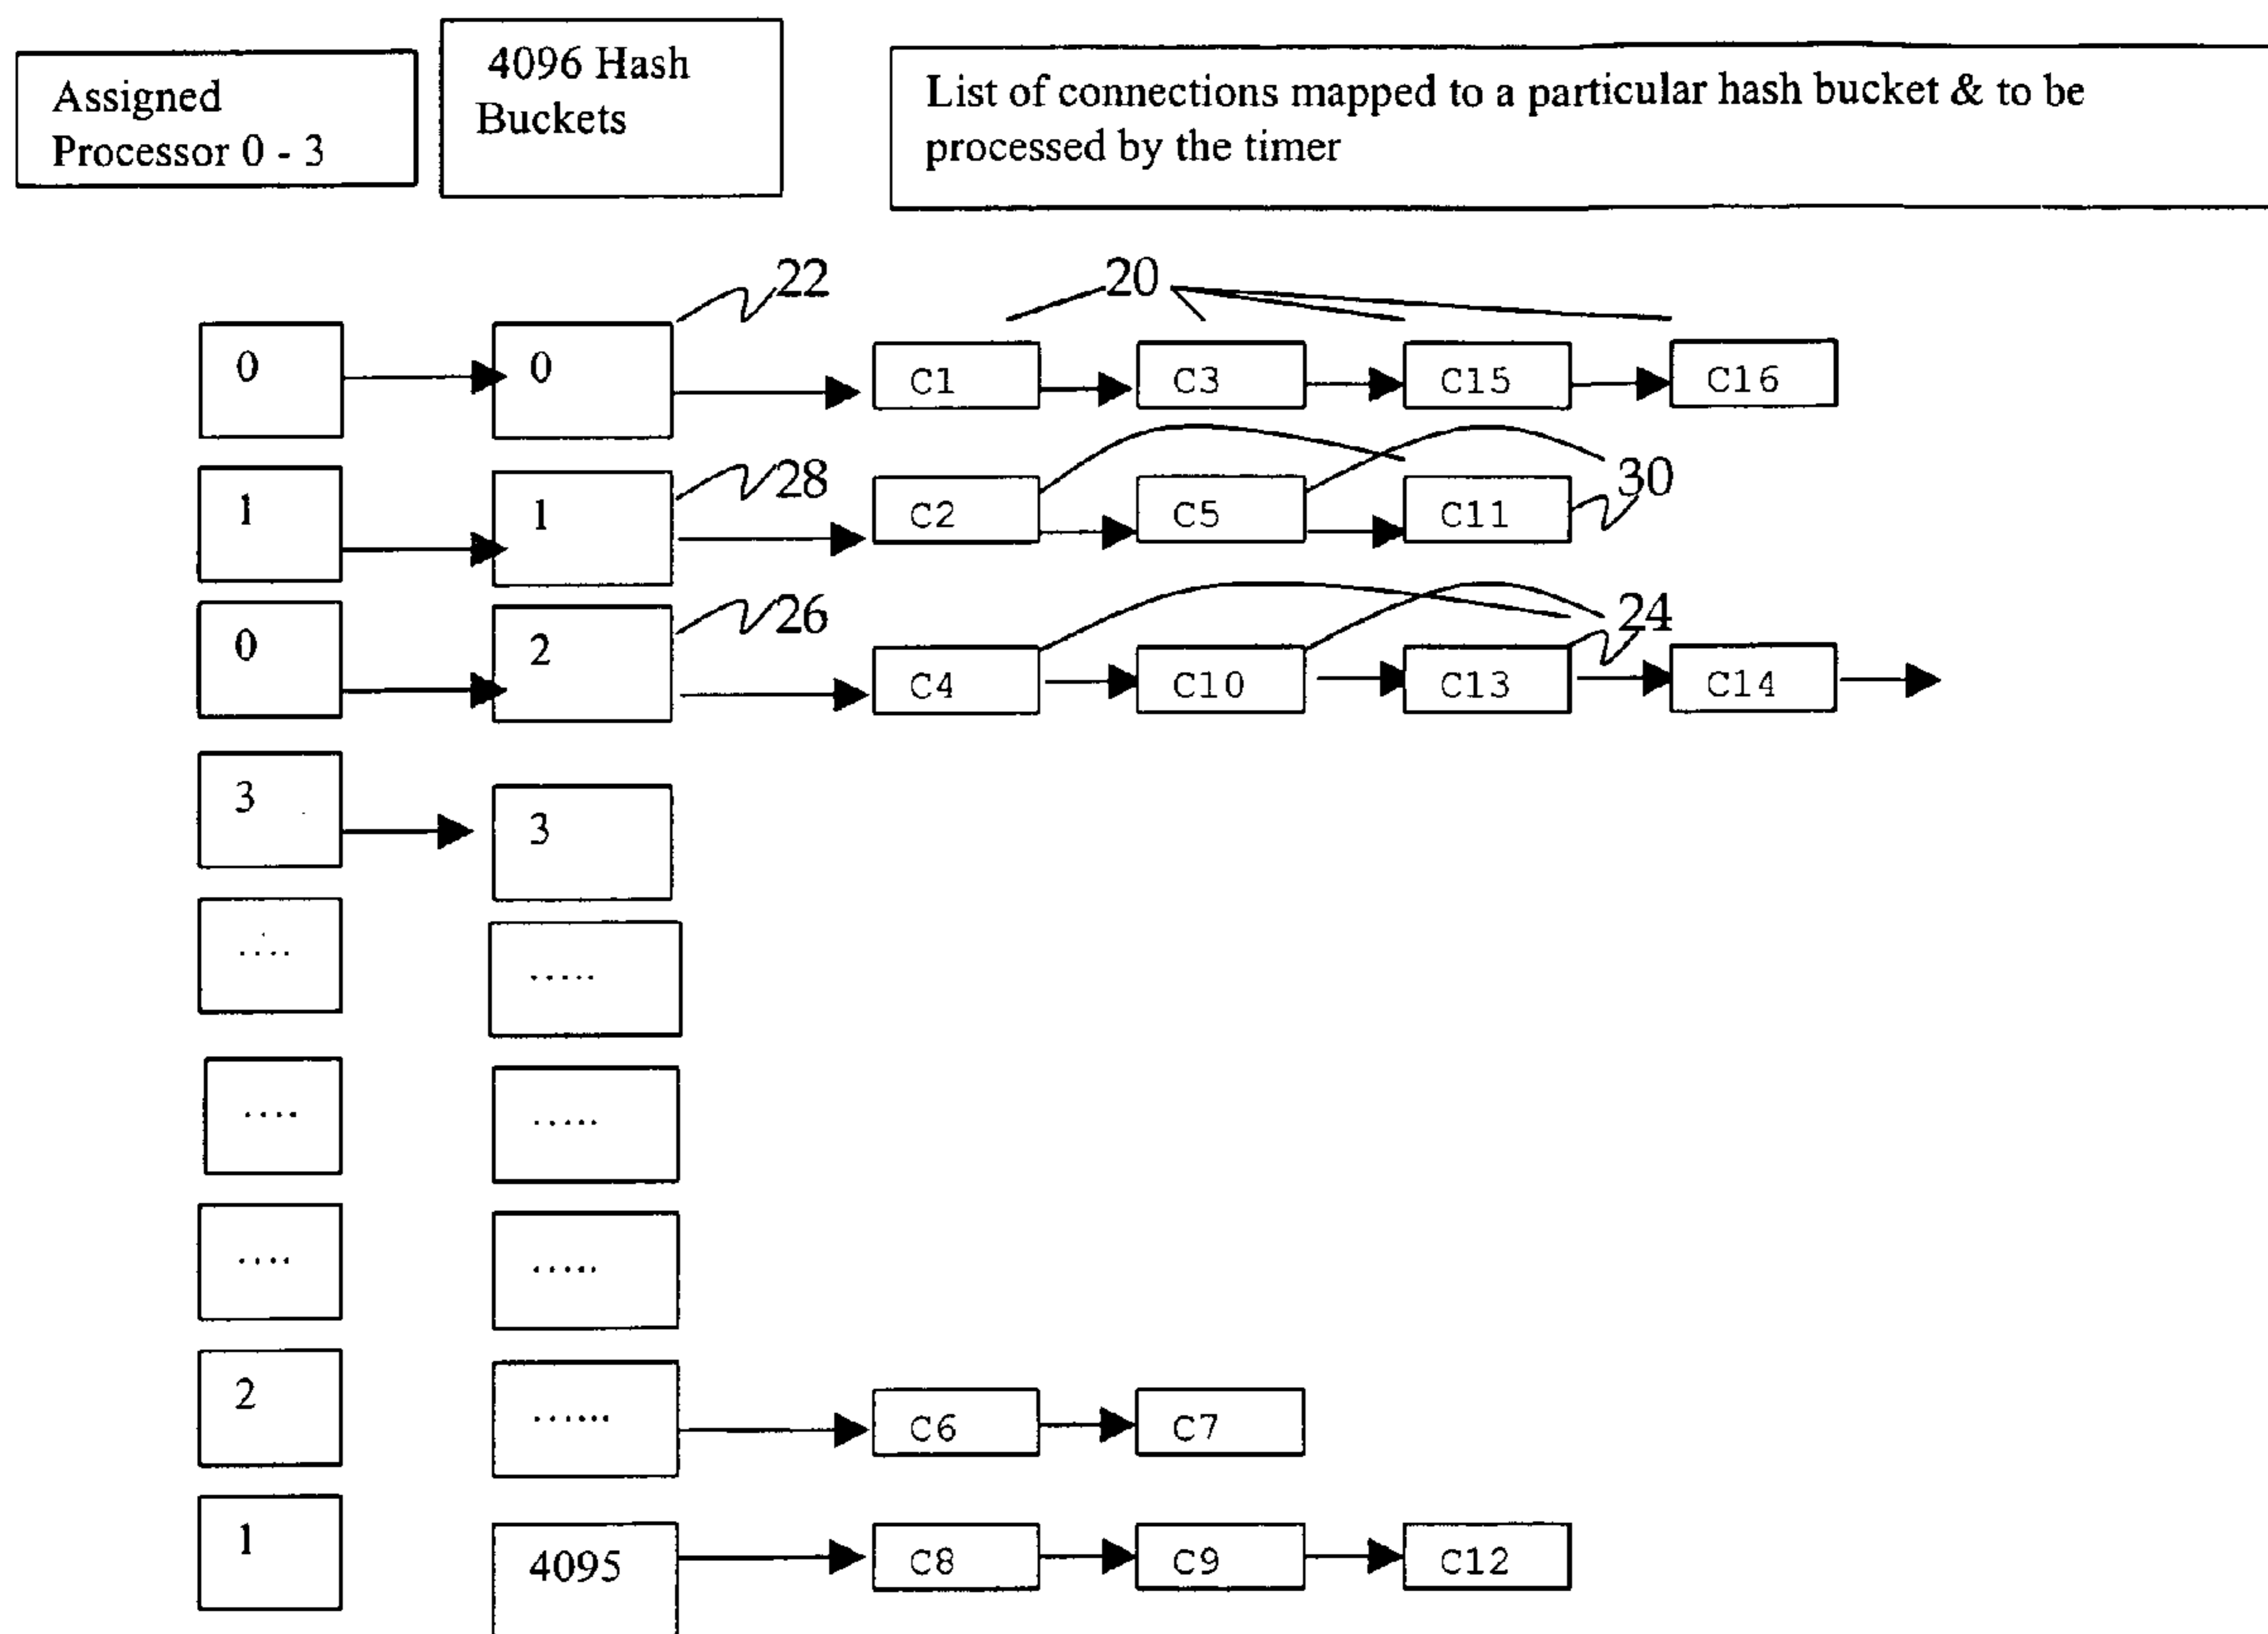 Assigned
Processor 0 - 3
4096 Hash
Buckets
List of connections mapped to a particular hash bucket & to be
processed by the timer
22
20
0
0
C1
C3
C15
C16
28
30
1
1
C2
C5
C11
26
24
0
2
C4
C10
C13
C14
3
3
....
.....
....
.....
....
.....
2
......
C6
C7
1
4095
C8
C9
C12